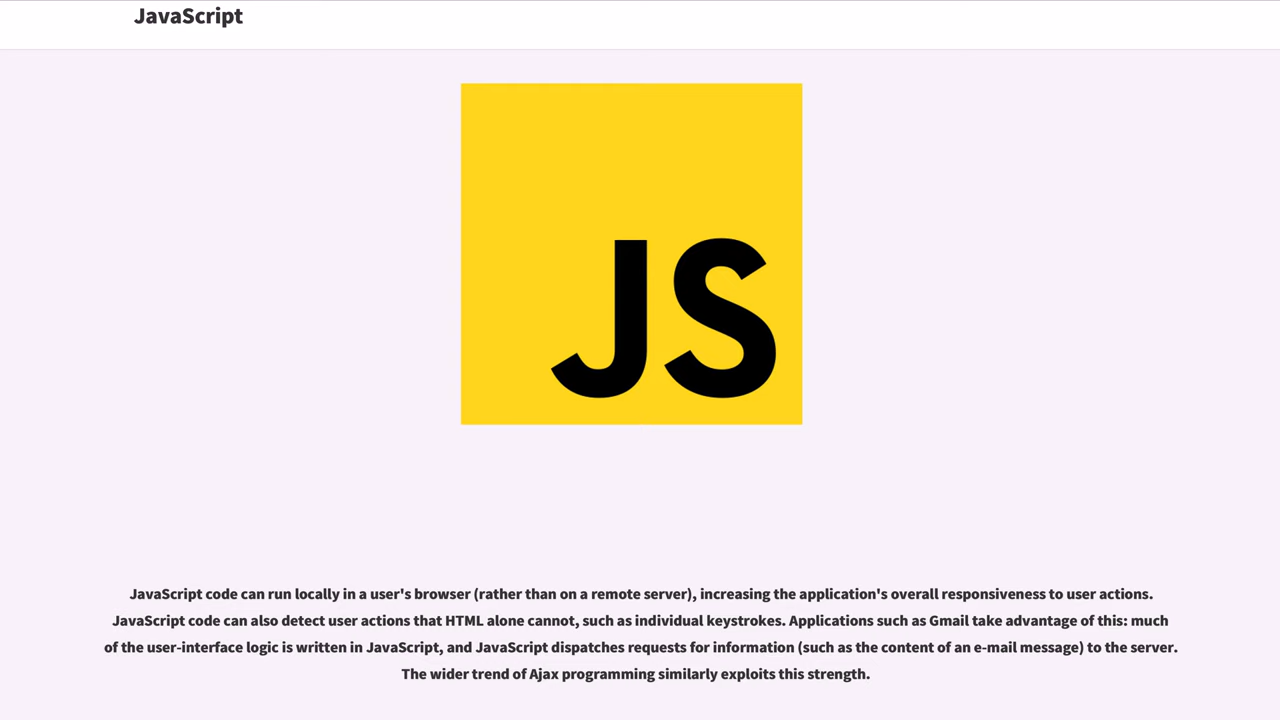 JavaScript
JS
JavaScript code can run locally in a user's browser (rather than on a remote server), increasing the application's overall responsiveness to user actions.
JavaScript code can also detect user actions that HTML alone cannot, such as individual keystrokes. Applications such as Gmail take advantage of this: much
of the user-interface logic is written in JavaScript, and JavaScript dispatches requests for information (such as the content of an e-mail message) to the server.
The wider trend of Ajax programming similarly exploits this strength.